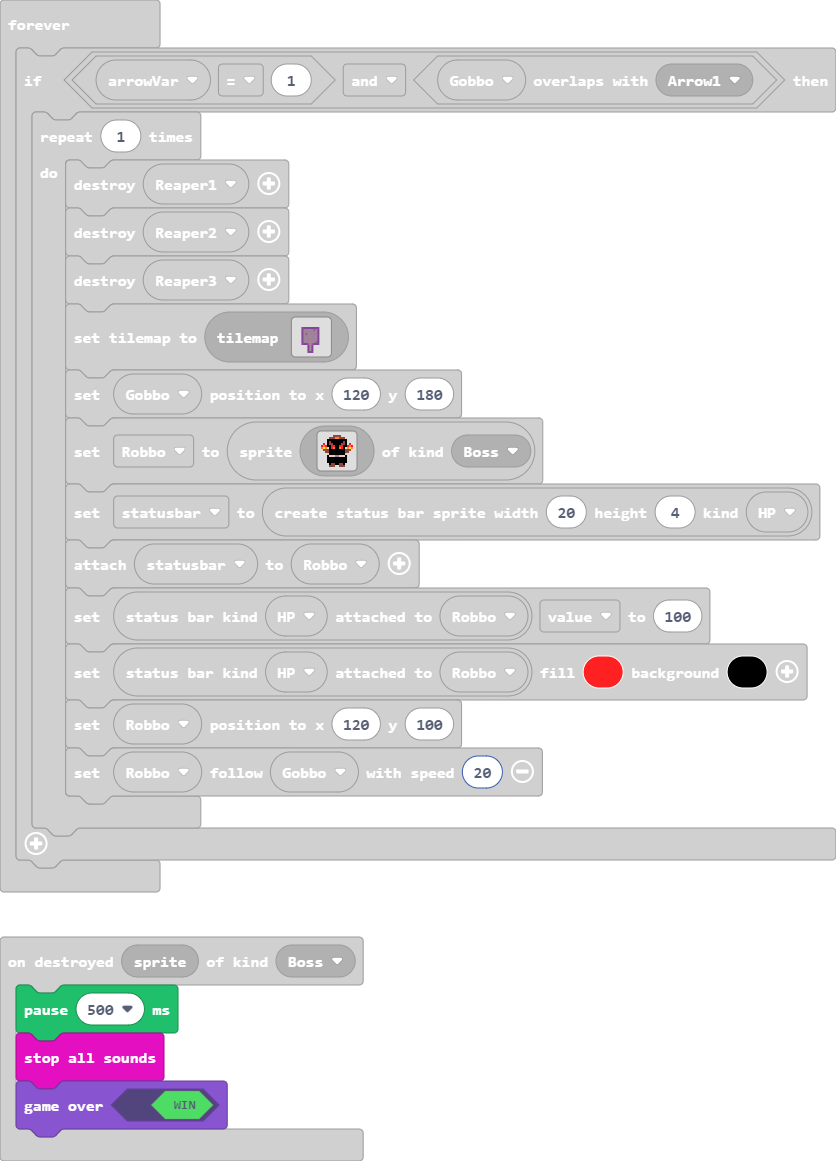 forever
if arrowVar = 1 and Gobbo overlaps with Arrow1 then
repeat 1 times
do
destroy Reaper1
destroy Reaper2
destroy Reaper3
set tilemap to tilemap
set Gobbo position to x 120 y 180
set Robbo to sprite of kind Boss
set statusbar to create status bar sprite width 20 height 4 kind HP
attach statusbar to Robbo
set status bar kind HP attached to Robbo value to 100
set status bar kind HP attached to Robbo fill background
set Robbo position to x 120 y 100
set Robbo follow Gobbo with speed 20
on destroyed sprite of kind Boss
pause 500 ms
stop all sounds
game over WIN